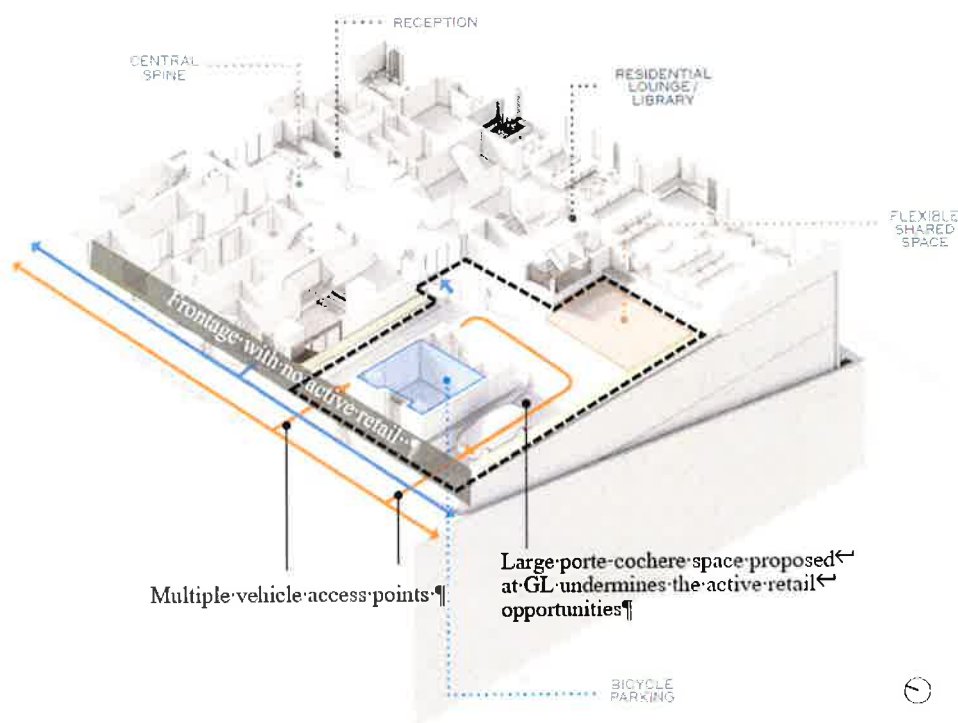 RECEPTION
CENTRAL
SPINE
RESIDENTIAL
LOUNGE/
LIBRARY
FLEXIBLE
SHARED
SPACE
Frontage·with·no·active·retail··¶
Multiple·vehicle·access·points·¶
Large·porte-cochere·space·proposed↵
at·GL·undermines·the·active·retail↵
opportunities¶
BICYCLE
PARKING